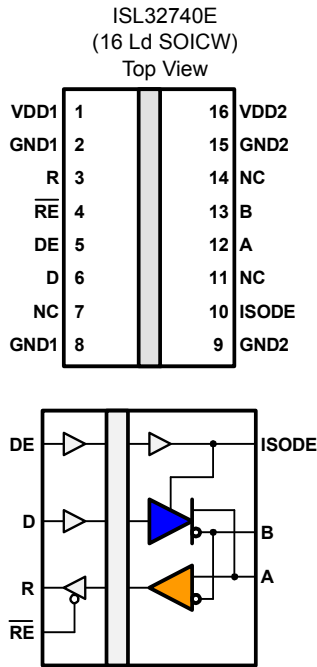 ISL32740E
(16 Ld SOICW)
Top View
VDD1 1 16 VDD2
GND1 2 15 GND2
R 3 14 NC
RE 4 13 B
DE 5 12 A
D 6 11 NC
NC 7 10 ISODE
GND1 8 9 GND2
DE ISODE
D B
R A
RE